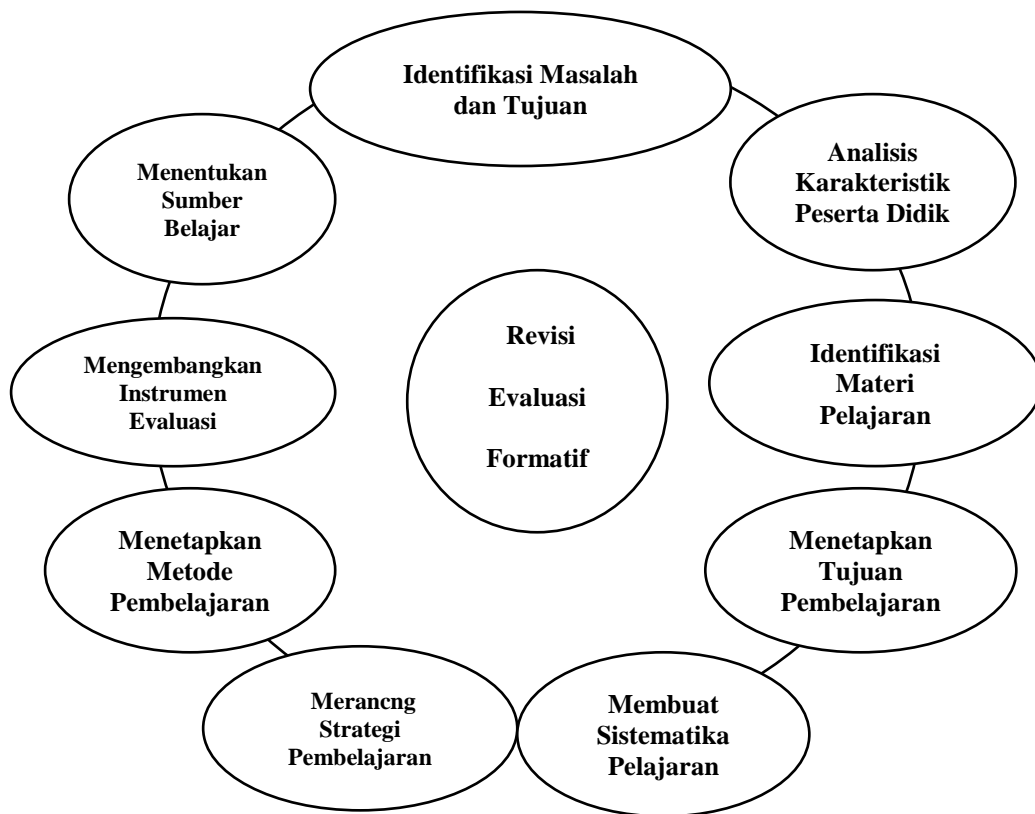 Identifikasi Masalah
dan Tujuan
Analisis
Karakteristik
Peserta Didik
Identifikasi
Materi
Pelajaran
Menetapkan
Tujuan
Pembelajaran
Membuat
Sistematika
Pelajaran
Merancng
Strategi
Pembelajaran
Menetapkan
Metode
Pembelajaran
Mengembangkan
Instrumen
Evaluasi
Menentukan
Sumber
Belajar
Revisi
Evaluasi
Formatif